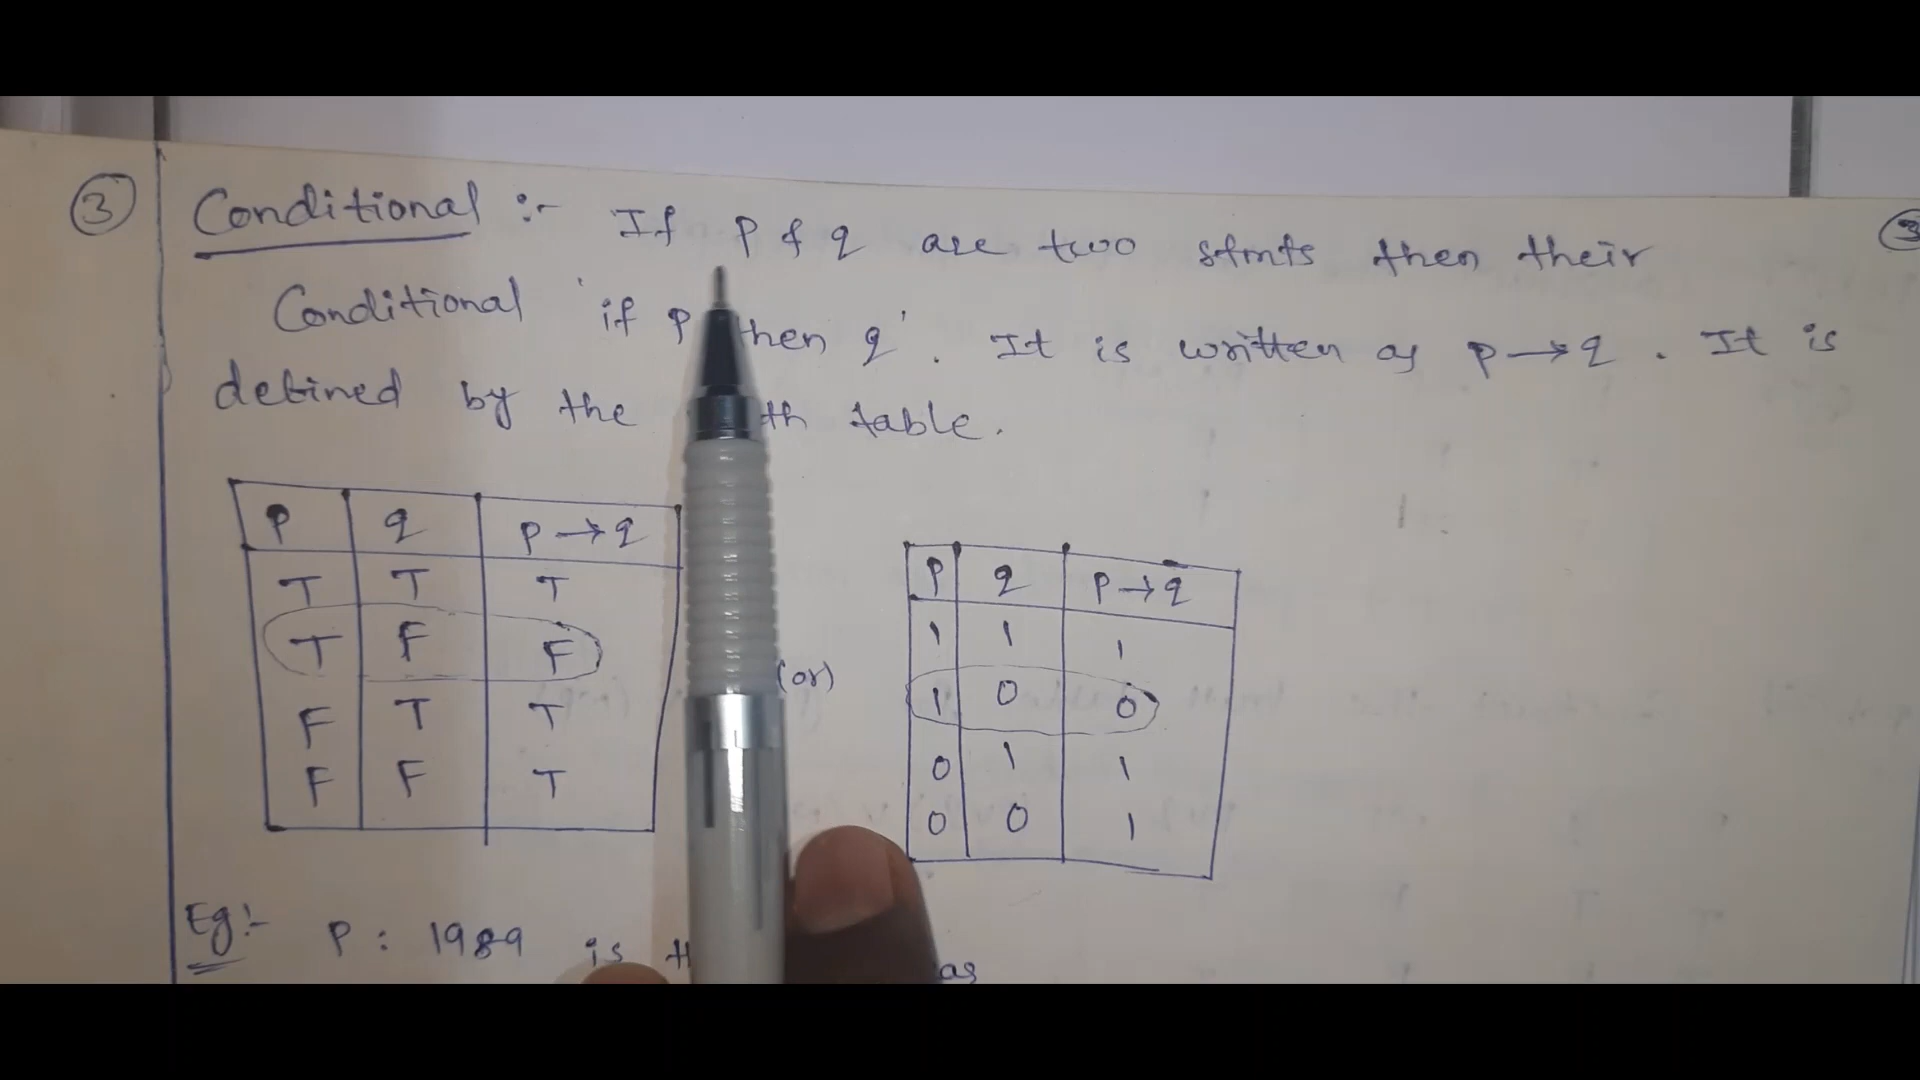 ③ Conditional :- If p & q are two stmts then their
Conditional 'if p then q'. It is written as p→q. It is
defined by the table.
p q p→q
T T T
T F F
F T T
F F T
(or)
p q p→q
1 1 1
1 0 0
0 1 1
0 0 1
Eg:- P : 1989 is as